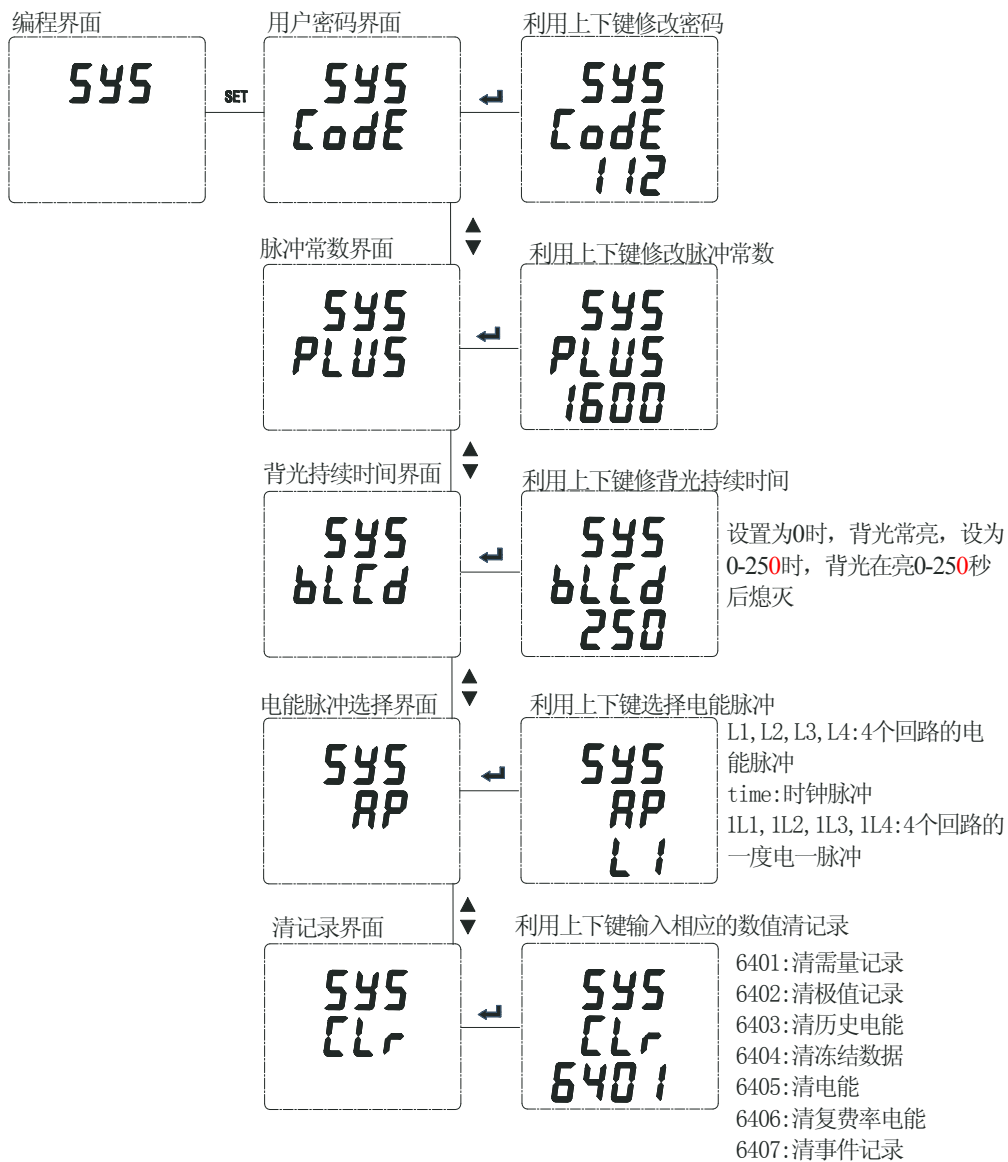 编程界面
用户密码界面
利用上下键修改密码
SYS
SET
SYS
CodE
SYS
CodE
112
脉冲常数界面
利用上下键修改脉冲常数
SYS
PLUS
SYS
PLUS
1600
背光持续时间界面
利用上下键修背光持续时间
SYS
bLCd
SYS
bLCd
250
设置为0时，背光常亮，设为
0-250时，背光在亮0-250秒
后熄灭
电能脉冲选择界面
利用上下键选择电能脉冲
SYS
AP
SYS
AP
L1
L1,L2,L3,L4:4个回路的电
能脉冲
time:时钟脉冲
1L1,1L2,1L3,1L4:4个回路的
一度电一脉冲
清记录界面
利用上下键输入相应的数值清记录
SYS
CLr
SYS
CLr
6401
6401:清需量记录
6402:清极值记录
6403:清历史电能
6404:清冻结数据
6405:清电能
6406:清复费率电能
6407:清事件记录